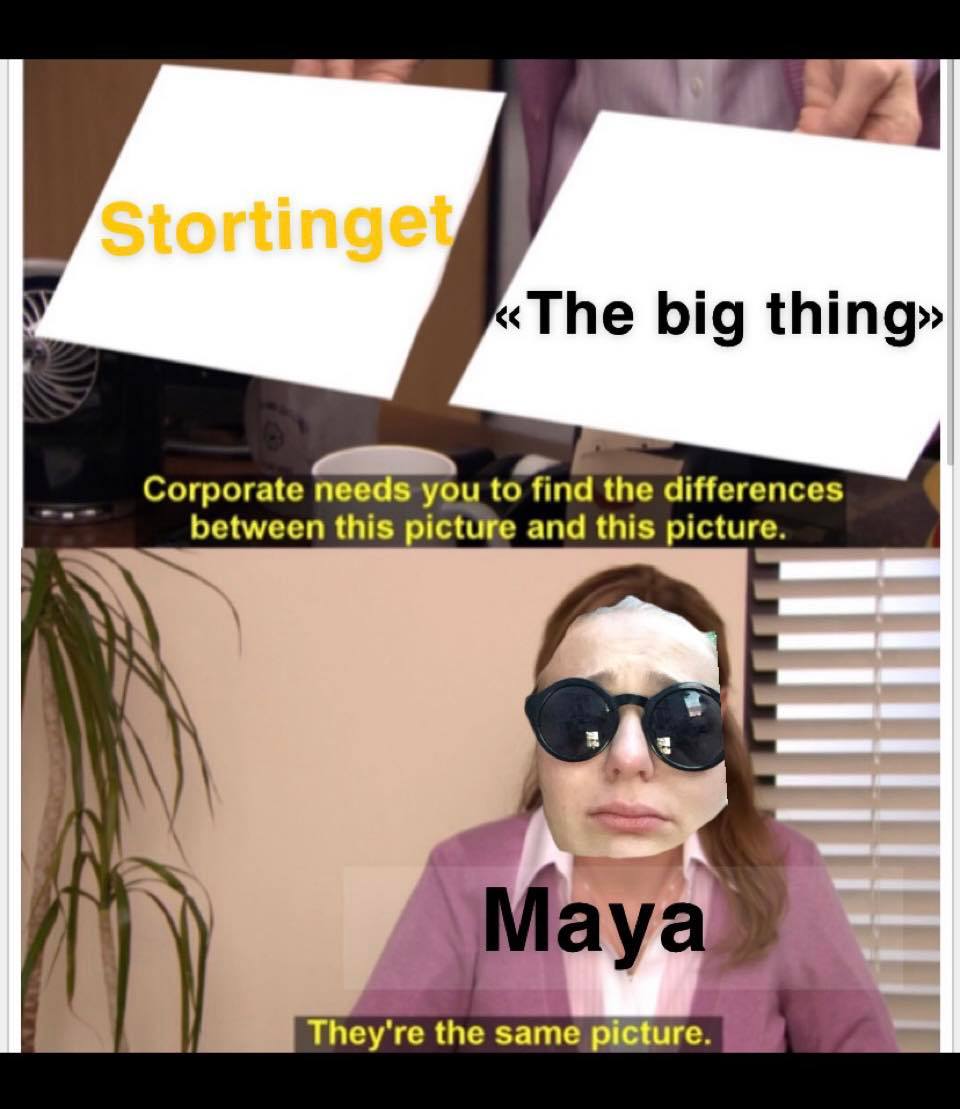 Stortinget
«The big thing»
Corporate needs you to find the differences
between this picture and this picture.
Maya
They're the same picture.